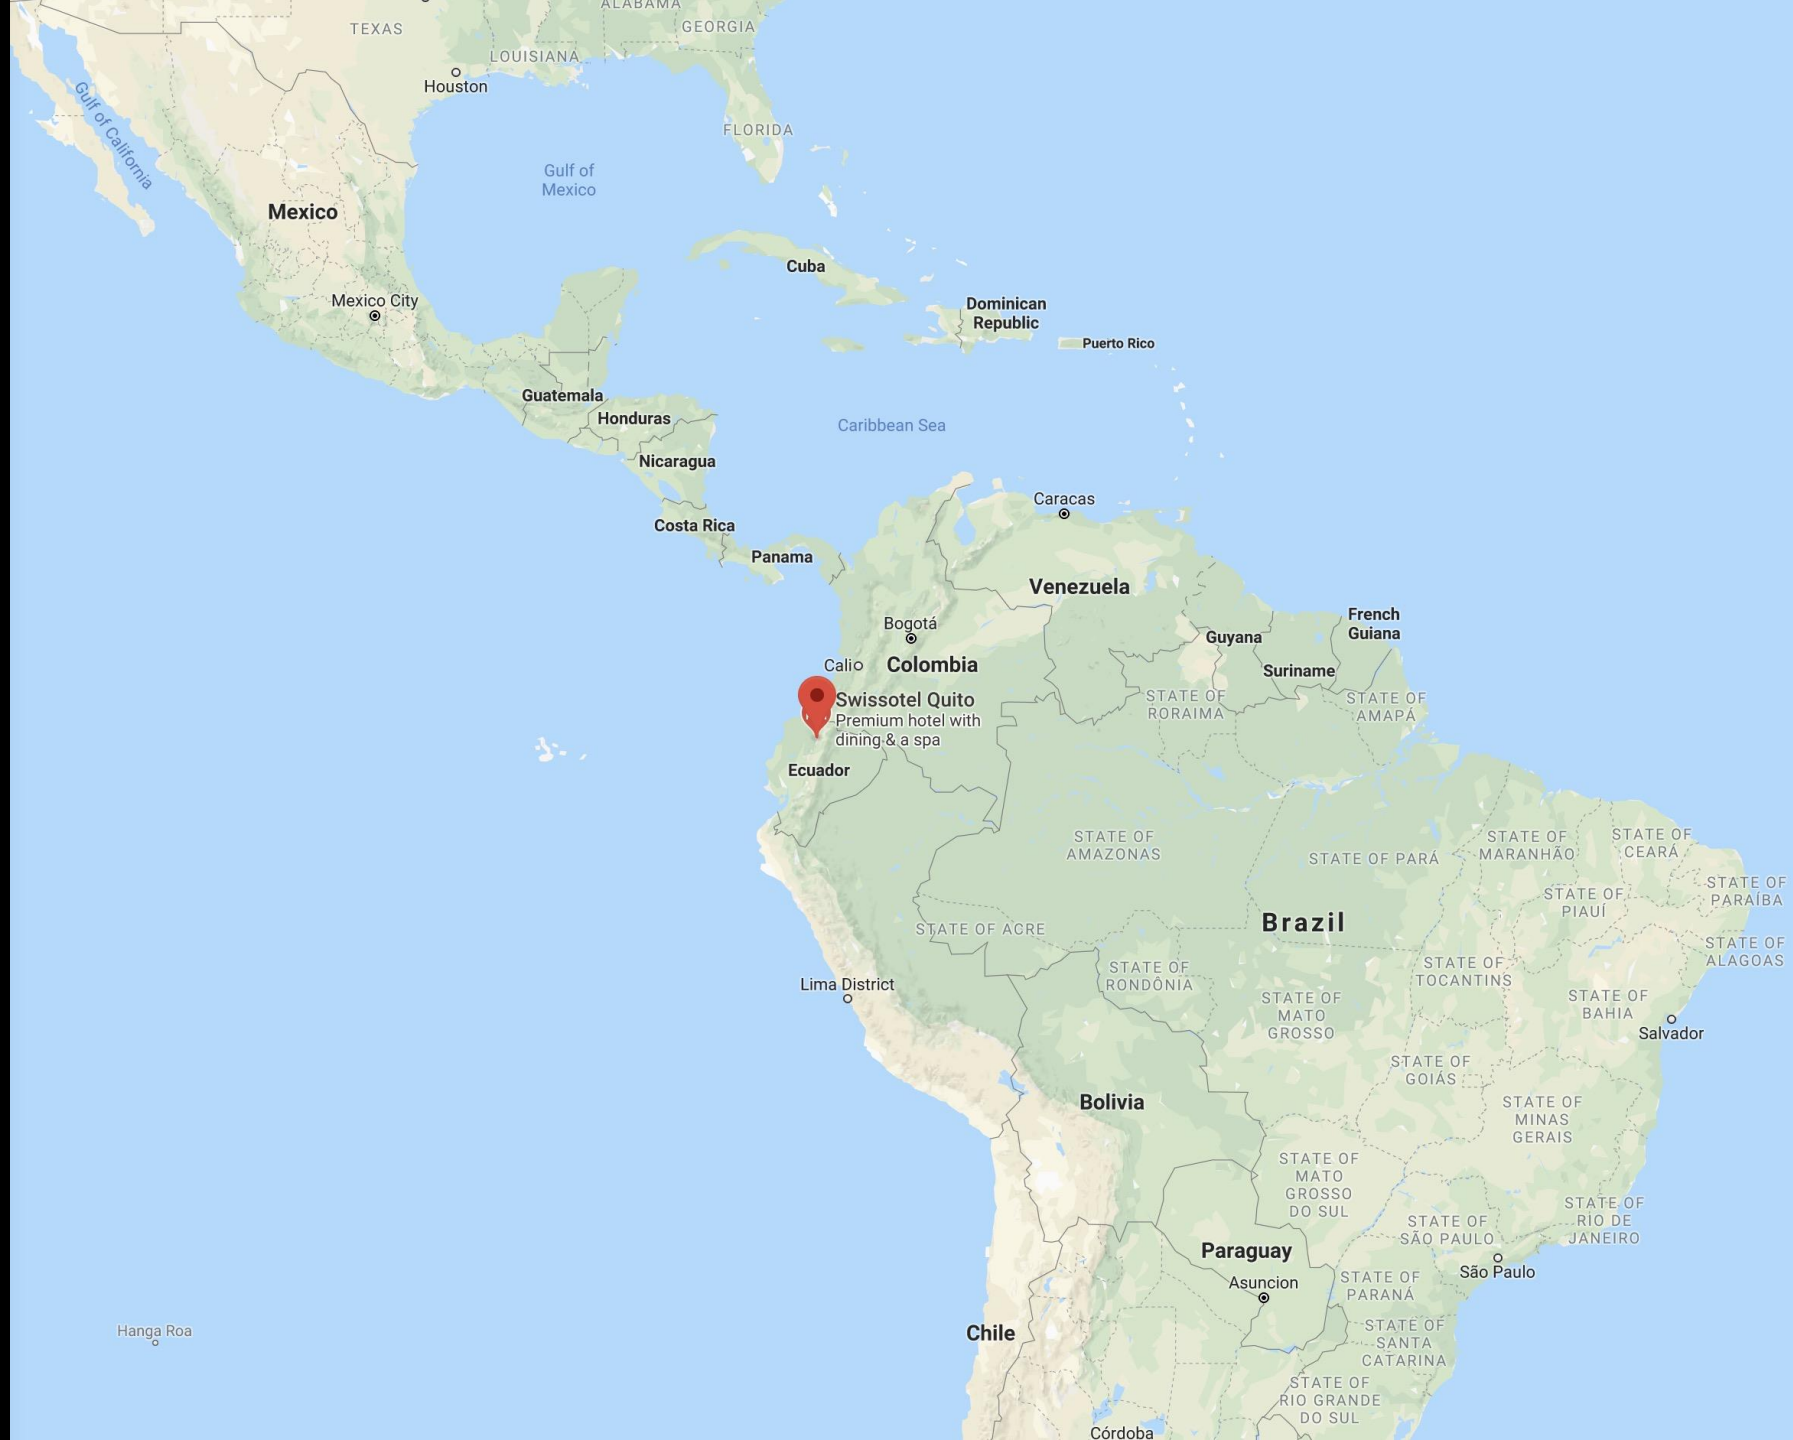 ALABAMA
TEXAS
GEORGIA
LOUISIANA
Houston
Gulf of California
FLORIDA
Gulf of
Mexico
Mexico
Cuba
Mexico City
Dominican
Republic
Puerto Rico
Guatemala
Honduras
Caribbean Sea
Nicaragua
Caracas
Costa Rica
Panama
Venezuela
Bogotá
French
Guiana
Guyana
Cali
Colombia
Suriname
Swissotel Quito
Premium hotel with
dining & a spa
STATE OF
RORAIMA
STATE OF
AMAPÁ
Ecuador
STATE OF
AMAZONAS
STATE OF PARÁ
STATE OF
MARANHÃO
STATE OF
CEARÁ
STATE OF
PIAUÍ
STATE OF
PARAÍBA
Brazil
STATE OF ACRE
STATE OF
ALAGOAS
STATE OF
RONDÔNIA
STATE OF
TOCANTINS
Lima District
STATE OF
MATO
GROSSO
STATE OF
BAHIA
Salvador
STATE OF
GOIÁS
Bolivia
STATE OF
MINAS
GERAIS
STATE OF
MATO
GROSSO
DO SUL
STATE OF
RIO DE
JANEIRO
STATE OF
SÃO PAULO
Paraguay
São Paulo
Asuncion
STATE OF
PARANÁ
Hanga Roa
Chile
STATE OF
SANTA
CATARINA
STATE OF
RIO GRANDE
DO SUL
Córdoba